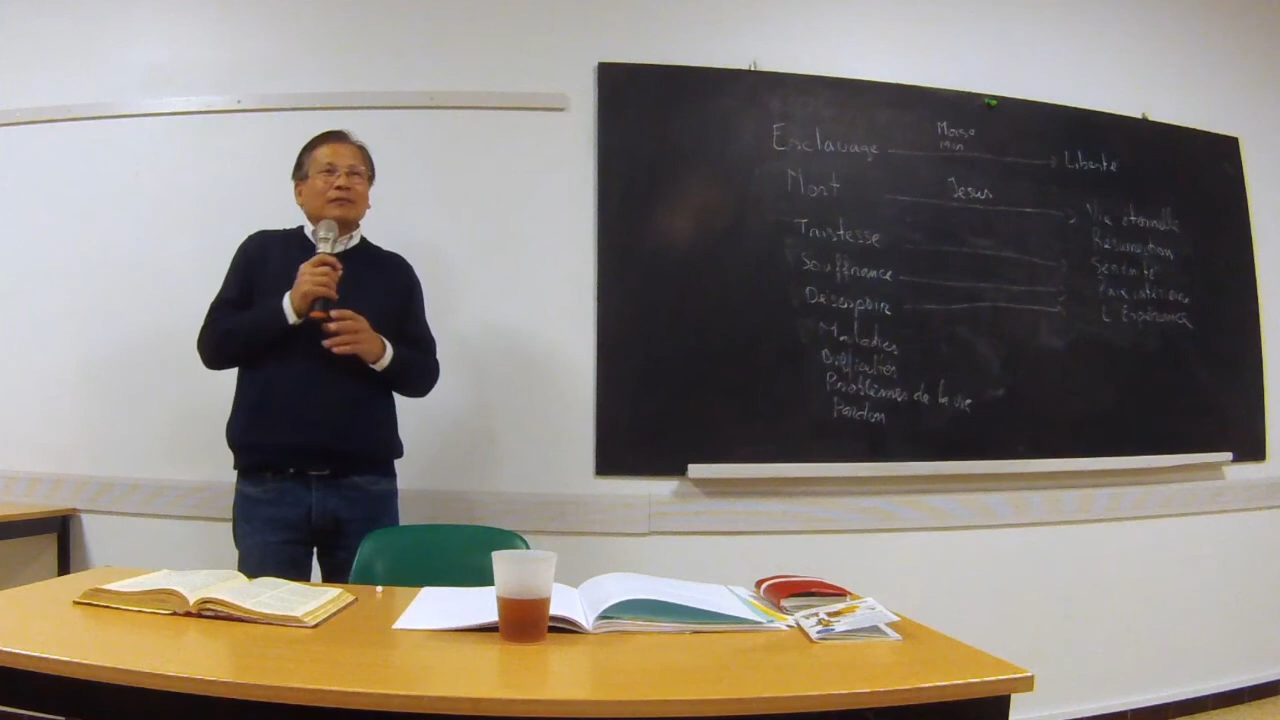 Esclavage Moïse Liberté
Mort Jésus Vie éternelle
Tristesse Résurrection
Souffrance Sérénité
Désespoir Paix intérieure
L'Espérance
Maladies
Difficultés
Problèmes de la vie
Pardon